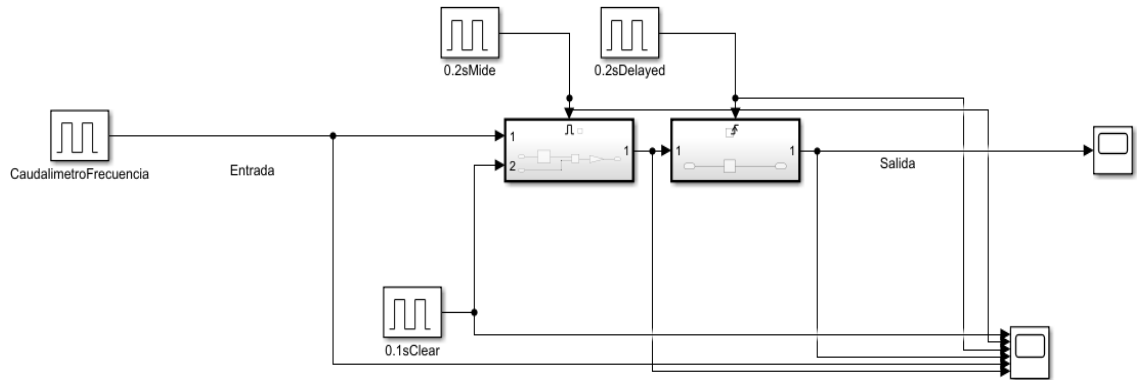 0.2sMide
0.2sDelayed
CaudalimetroFrecuencia
Entrada
1
2
1
1
1
Salida
0.1sClear